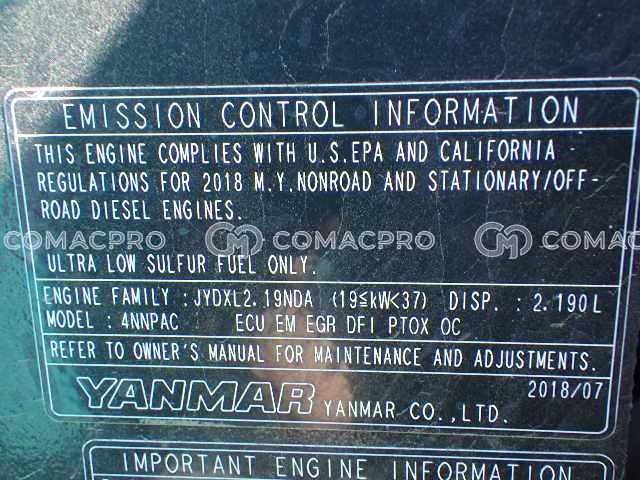 EMISSION CONTROL INFORMATION
THIS ENGINE COMPLIES WITH U.S.EPA AND CALIFORNIA
REGULATIONS FOR 2018 M.Y.NONROAD AND STATIONARY/OFF-
ROAD DIESEL ENGINES.
COMACPRO CM COMACPRO CM COMAC
ULTRA LOW SULFUR FUEL ONLY.
ENGINE FAMILY : JYDXL2.19NDA (19≦kW<37) DISP. : 2.190L
MODEL : 4NNPAC ECU EM EGR DFI PTOX OC
REFER TO OWNER'S MANUAL FOR MAINTENANCE AND ADJUSTMENTS.
YANMAR YANMAR CO.,LTD. 2018/07
IMPORTANT ENGINE INFORMATION